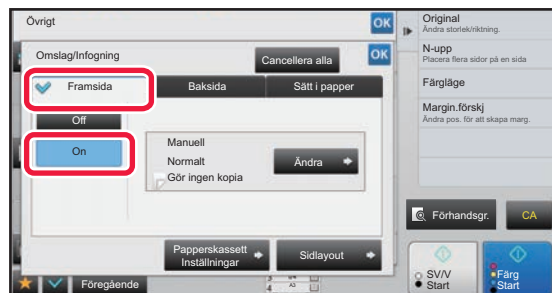 Övrigt
OK
Omslag/Infogning
Cancellera alla
OK
Framsida
Baksida
Sätt i papper
Off
On
Manuell
Normalt
Gör ingen kopia
Ändra
Papperskassett
Inställningar
Sidlayout
Föregående
A3
4
Original
Ändra storlek/riktning.
N-upp
Placera flera sidor på en sida
Färgläge
Margin.förskj
Ändra pos. för att skapa marg.
Förhandsgr.
CA
SV/V
Start
Färg
Start